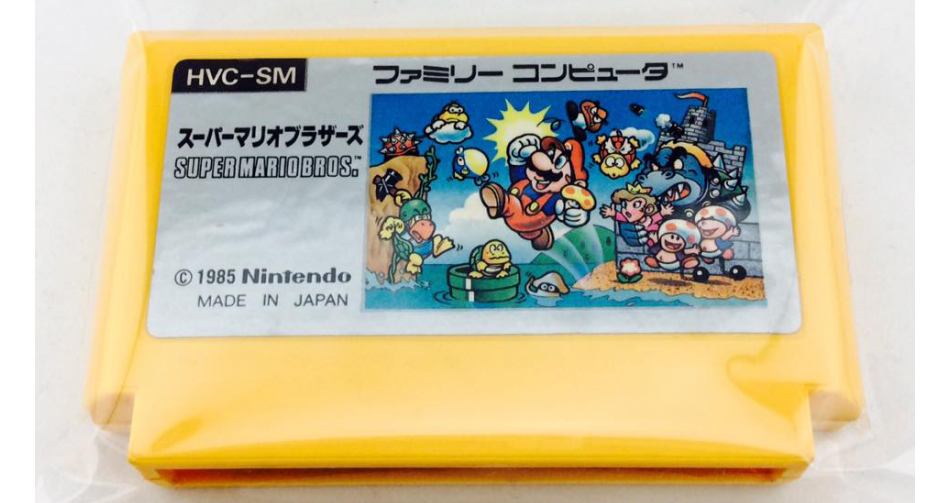 HVC-SM
ファミリー コンピュータ™
スーパーマリオブラザーズ
SUPER MARIO BROS.™
© 1985 Nintendo
MADE IN JAPAN